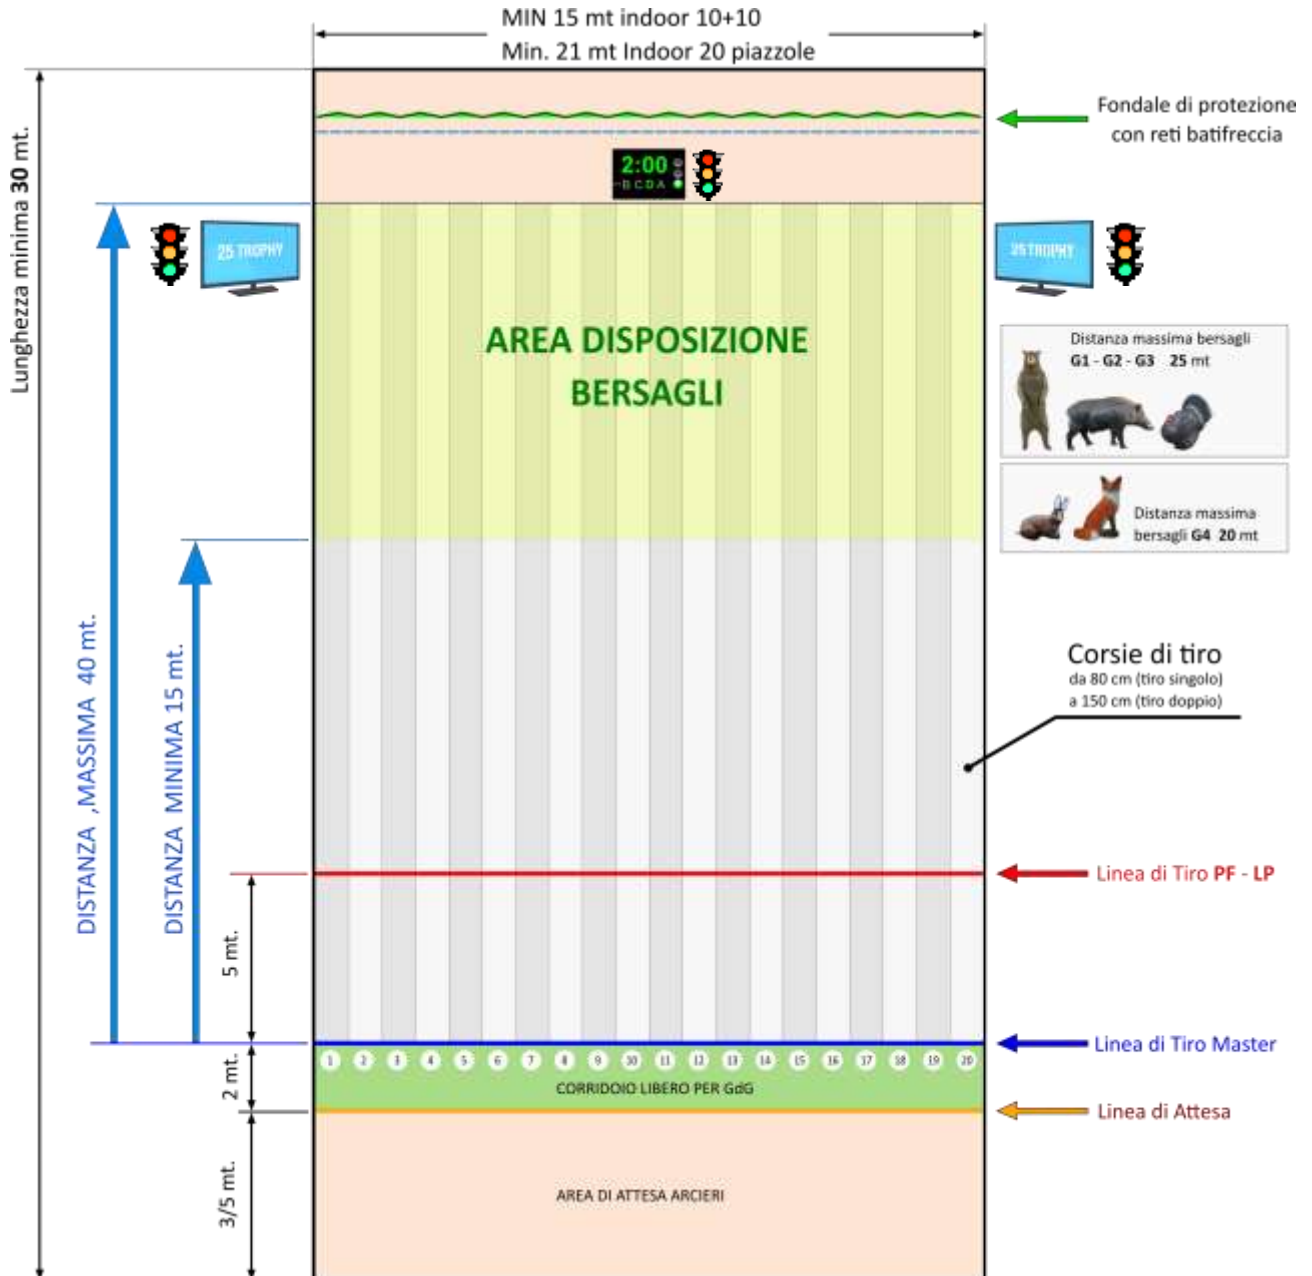 MIN 15 mt indoor 10+10
Min. 21 mt Indoor 20 piazzole
Lunghezza minima 30 mt.
Fondale di protezione
con reti batifreccia
2:00
B C D A
25 TROPHY
25 TROPHY
AREA DISPOSIZIONE
BERSAGLI
Distanza massima bersagli
G1 - G2 - G3 25 mt
Distanza massima
bersagli G4 20 mt
DISTANZA ,MASSIMA 40 mt.
DISTANZA MINIMA 15 mt.
Corsie di tiro
da 80 cm (tiro singolo)
a 150 cm (tiro doppio)
Linea di Tiro PF - LP
5 mt.
Linea di Tiro Master
1 2 3 4 5 6 7 8 9 10 11 12 13 14 15 16 17 18 19 20
2 mt.
CORRIDOIO LIBERO PER GdG
Linea di Attesa
3/5 mt.
AREA DI ATTESA ARCIERI